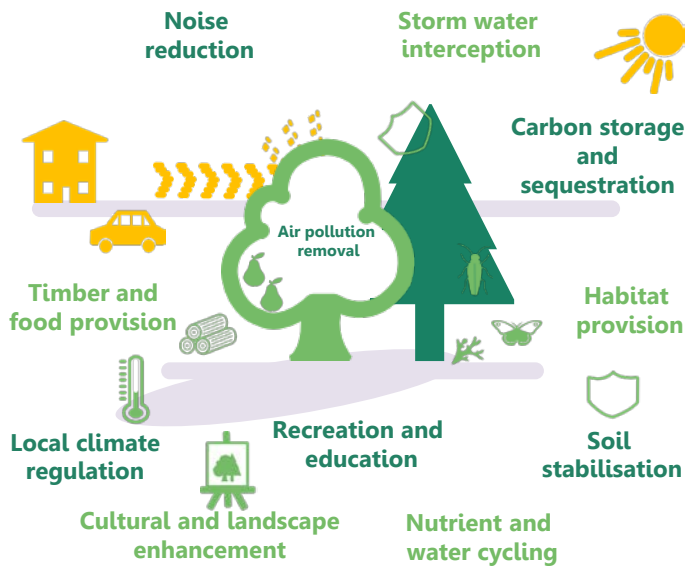 Noise
reduction
Storm water
interception
Carbon storage
and
sequestration
Air pollution
removal
Timber and
food provision
Habitat
provision
Local climate
regulation
Recreation and
education
Soil
stabilisation
Cultural and landscape
enhancement
Nutrient and
water cycling